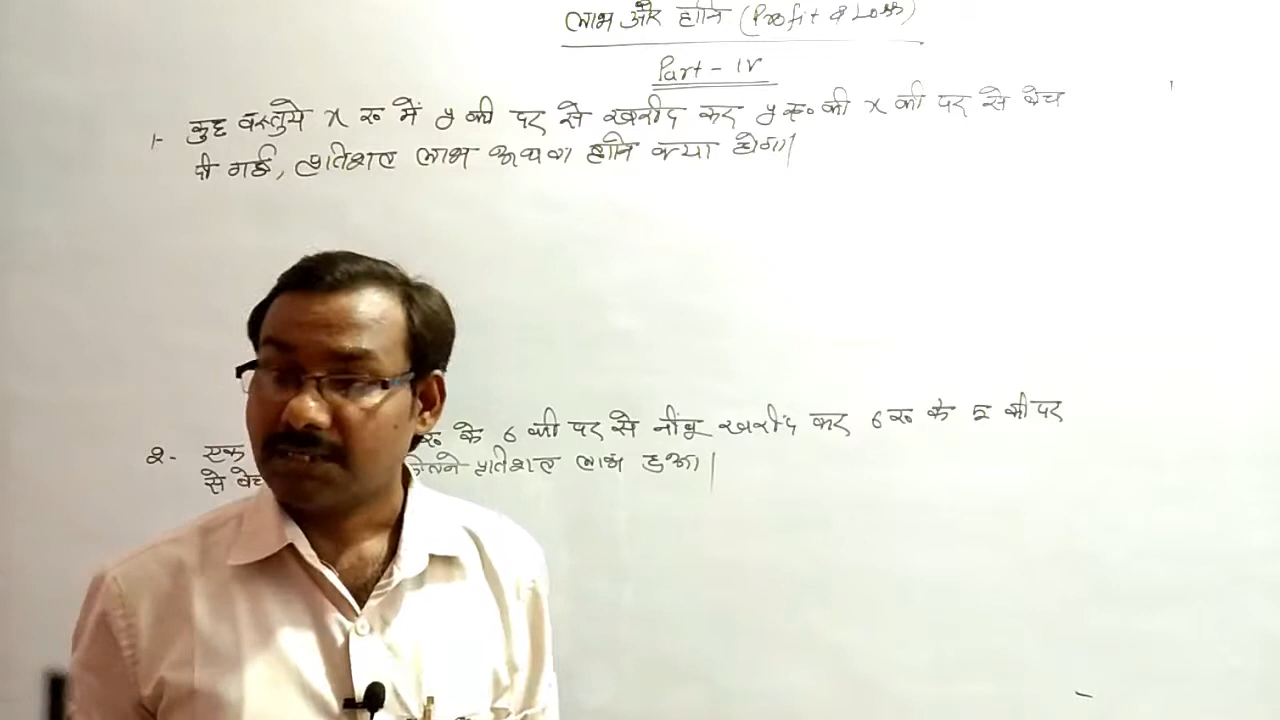 लाभ और हानि (Profit & Loss)
Part - IV
1- कुछ वस्तुये x रु० में y की दर से खरीद कर y रु० की x की दर से बेच
दी गई, प्रतिशत लाभ अथवा हानि क्या होगा|
2- एक रु० के 6 की दर से नींबू खरीद कर 6 रु० के 5 की दर
से बेच कितने प्रतिशत लाभ हुआ|